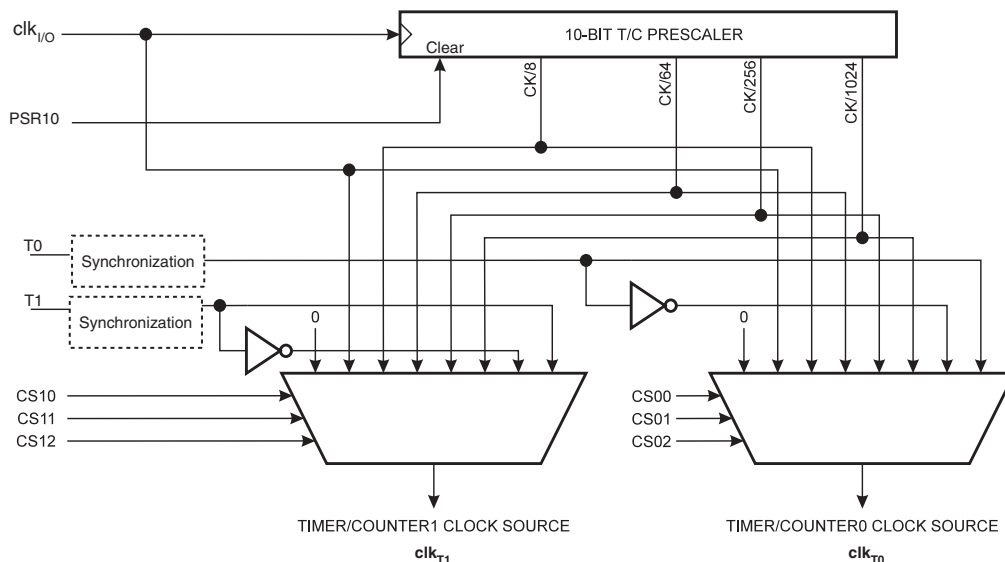 clkI/O
10-BIT T/C PRESCALER
Clear
CK/8
CK/64
CK/256
CK/1024
PSR10
T0
Synchronization
T1
Synchronization
0
0
CS10
CS11
CS12
CS00
CS01
CS02
TIMER/COUNTER1 CLOCK SOURCE
clkT1
TIMER/COUNTER0 CLOCK SOURCE
clkT0